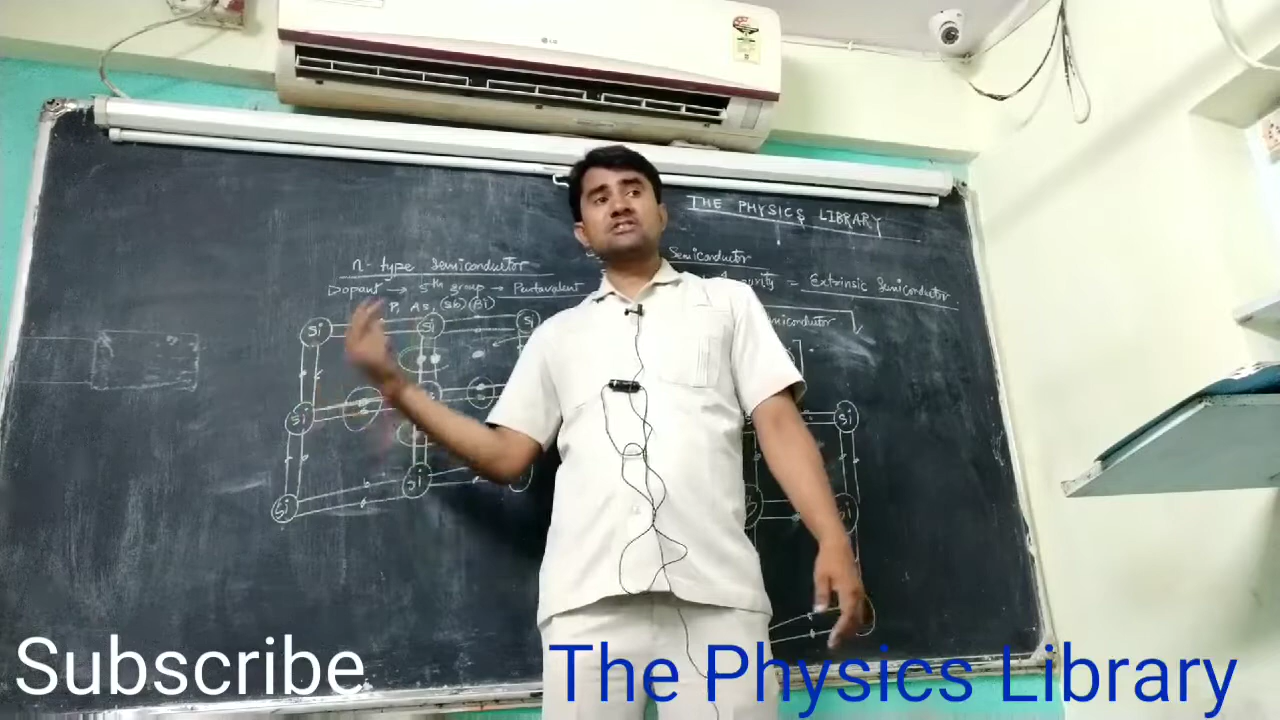 LG
THE PHYSICS LIBRARY
n-type Semiconductor
Dopant → 5th group → Pentavalent
P, As, (Sb) (Bi)
Semiconductor
= Extrinsic Semiconductor
Si Si Si
Si
Si Si
Si
Si
Subscribe
The Physics Library